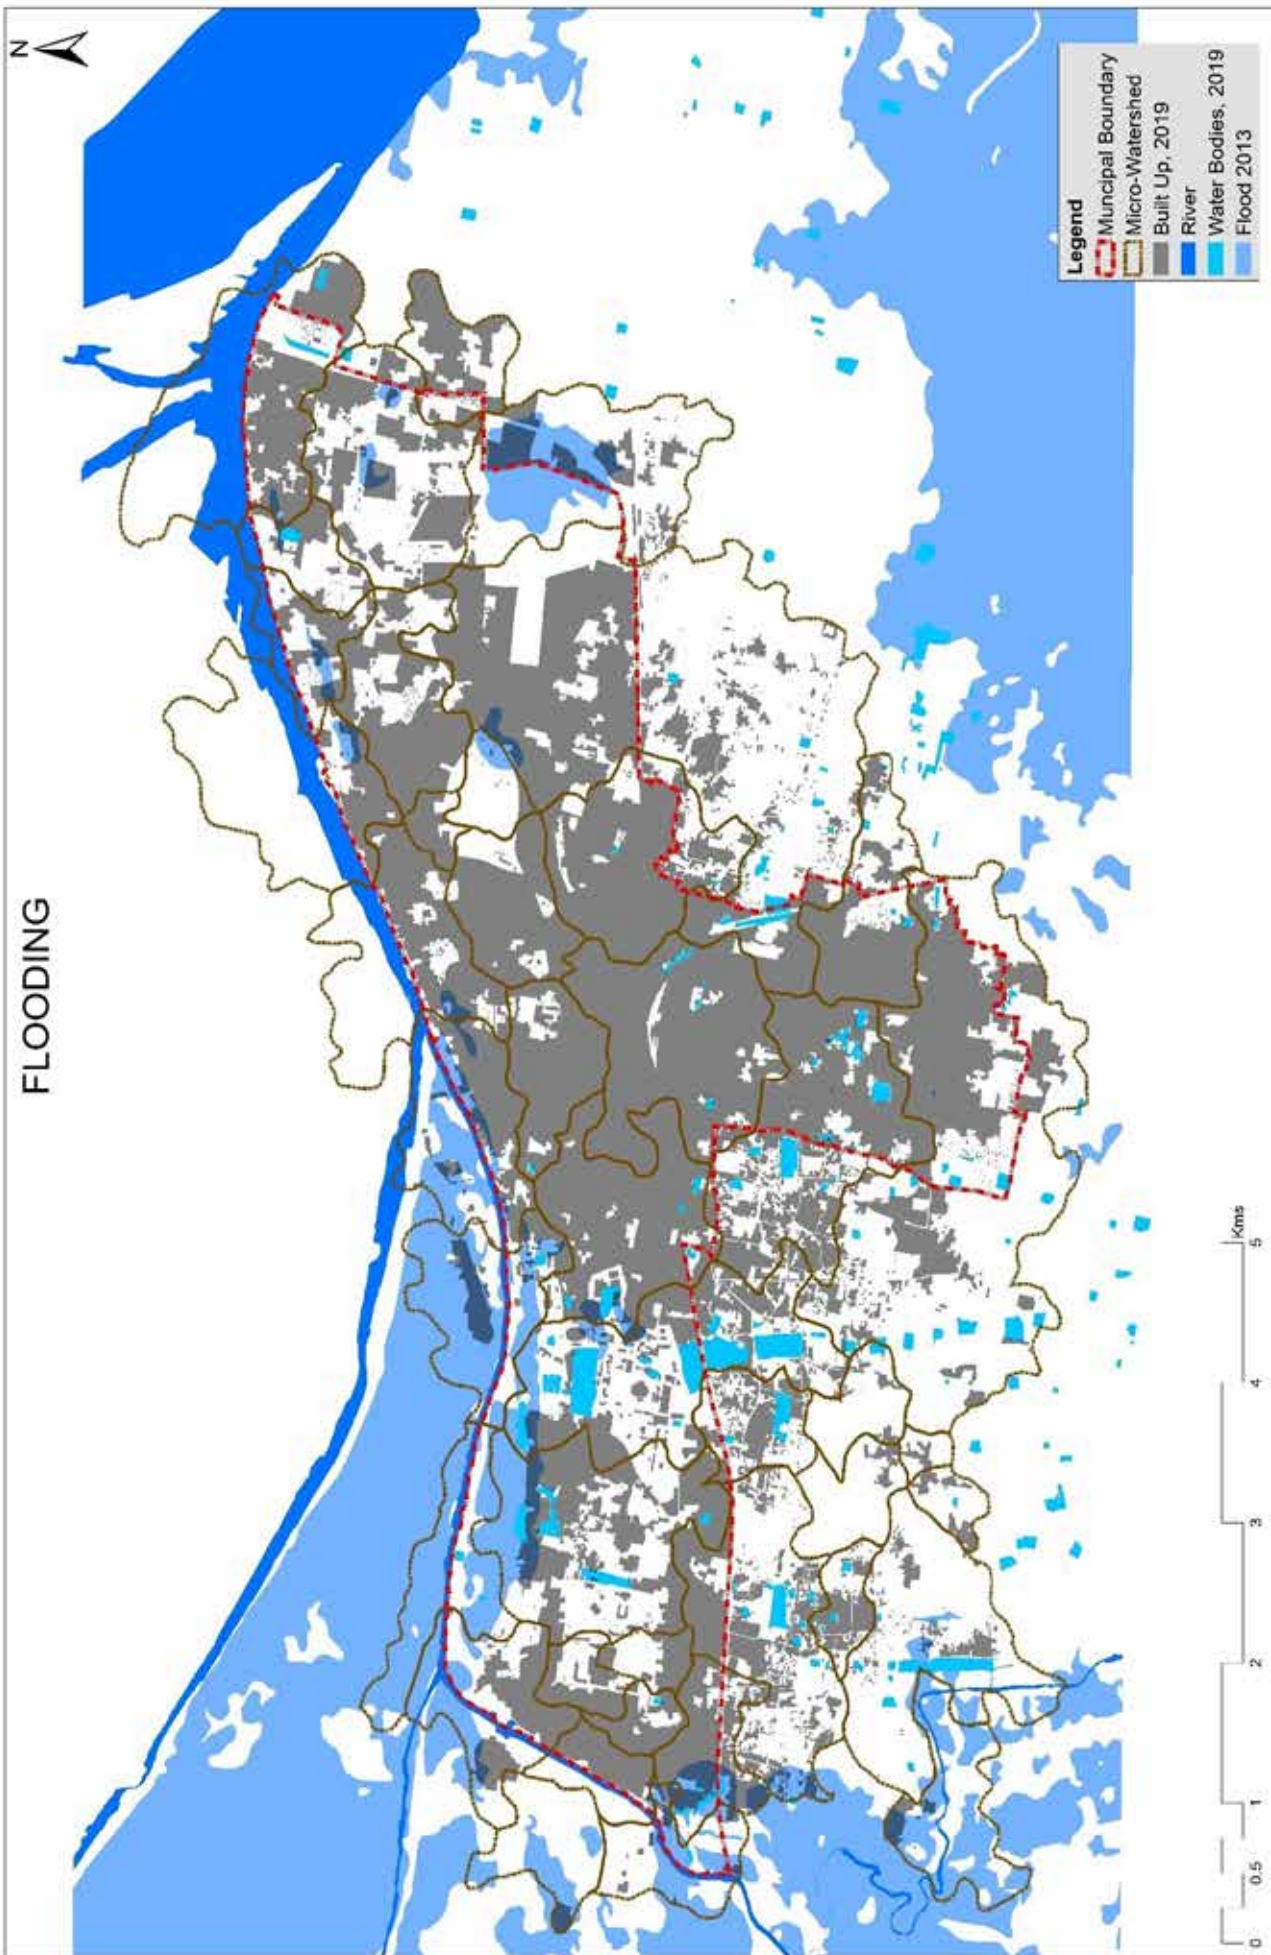 FLOODING
N
Legend
Muncipal Boundary
Micro-Watershed
Built Up, 2019
River
Water Bodies, 2019
Flood 2013
Kms
0 0.5 1 2 3 4 5